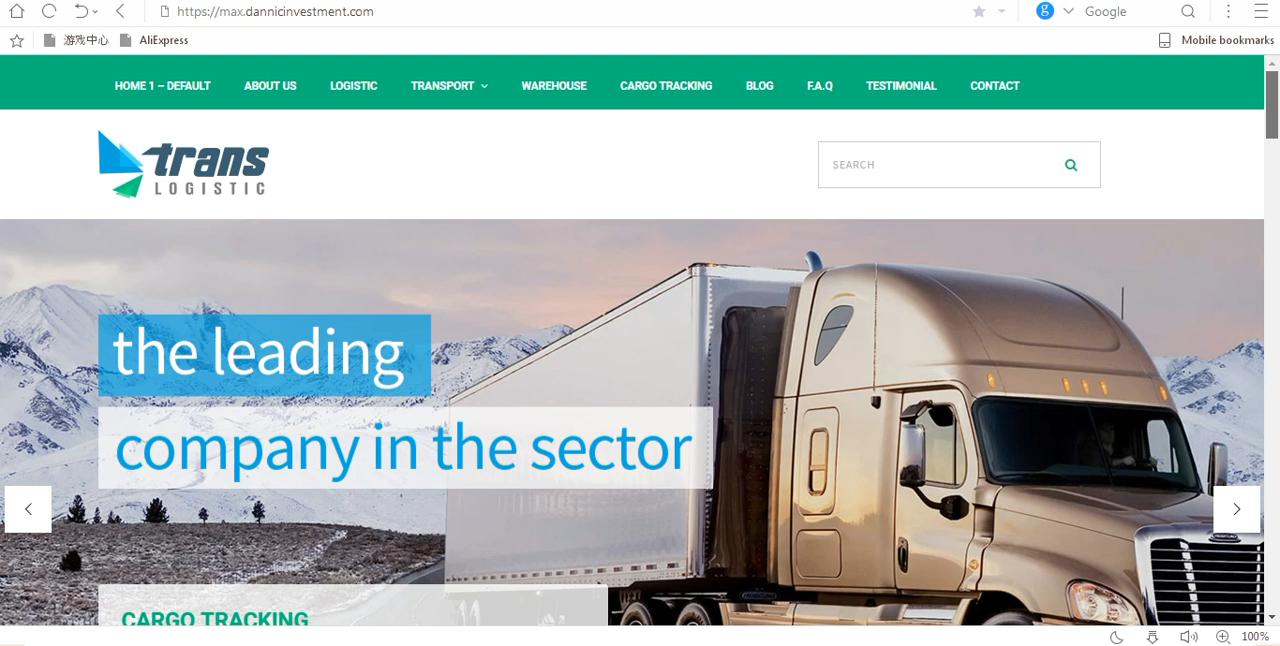 https://max.dannicinvestment.com
Google
游戏中心 AliExpress
Mobile bookmarks
HOME 1 – DEFAULT ABOUT US LOGISTIC TRANSPORT WAREHOUSE CARGO TRACKING BLOG F.A.Q TESTIMONIAL CONTACT
trans
LOGISTIC
SEARCH
the leading
company in the sector
CARGO TRACKING
100%